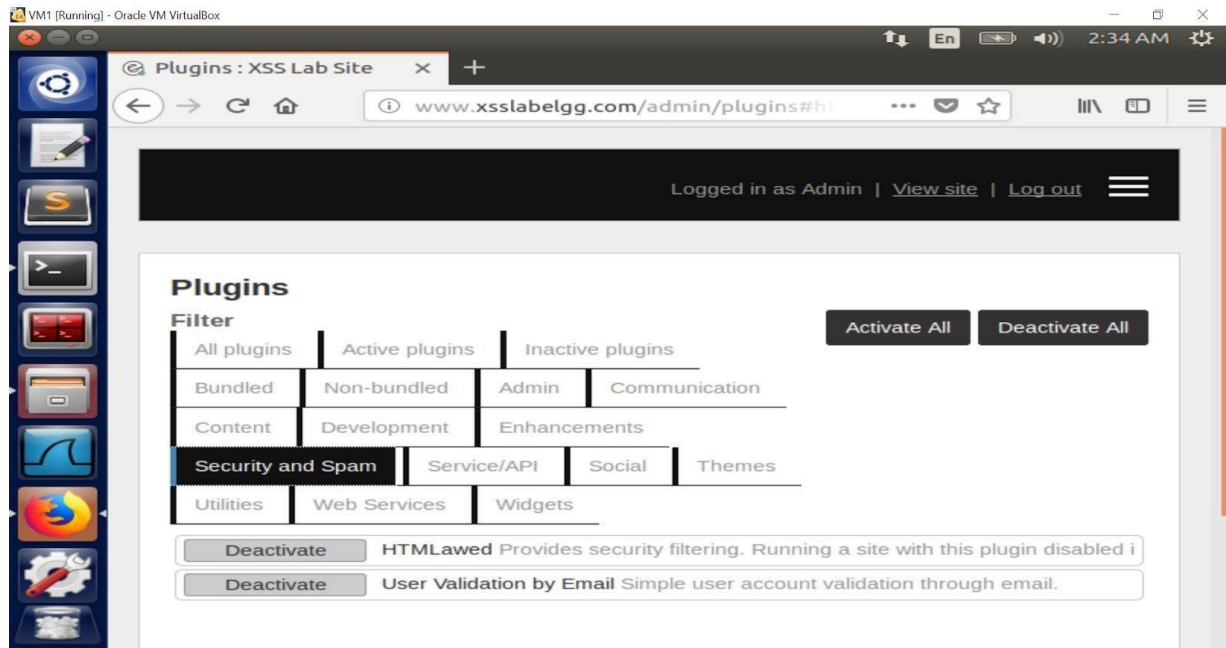 VM1 [Running] - Oracle VM VirtualBox
En 2:34 AM
Plugins : XSS Lab Site
www.xsslabelgg.com/admin/plugins#h
Logged in as Admin | View site | Log out
Plugins
Filter
Activate All Deactivate All
All plugins Active plugins Inactive plugins
Bundled Non-bundled Admin Communication
Content Development Enhancements
Security and Spam Service/API Social Themes
Utilities Web Services Widgets
Deactivate HTMLawed Provides security filtering. Running a site with this plugin disabled i
Deactivate User Validation by Email Simple user account validation through email.